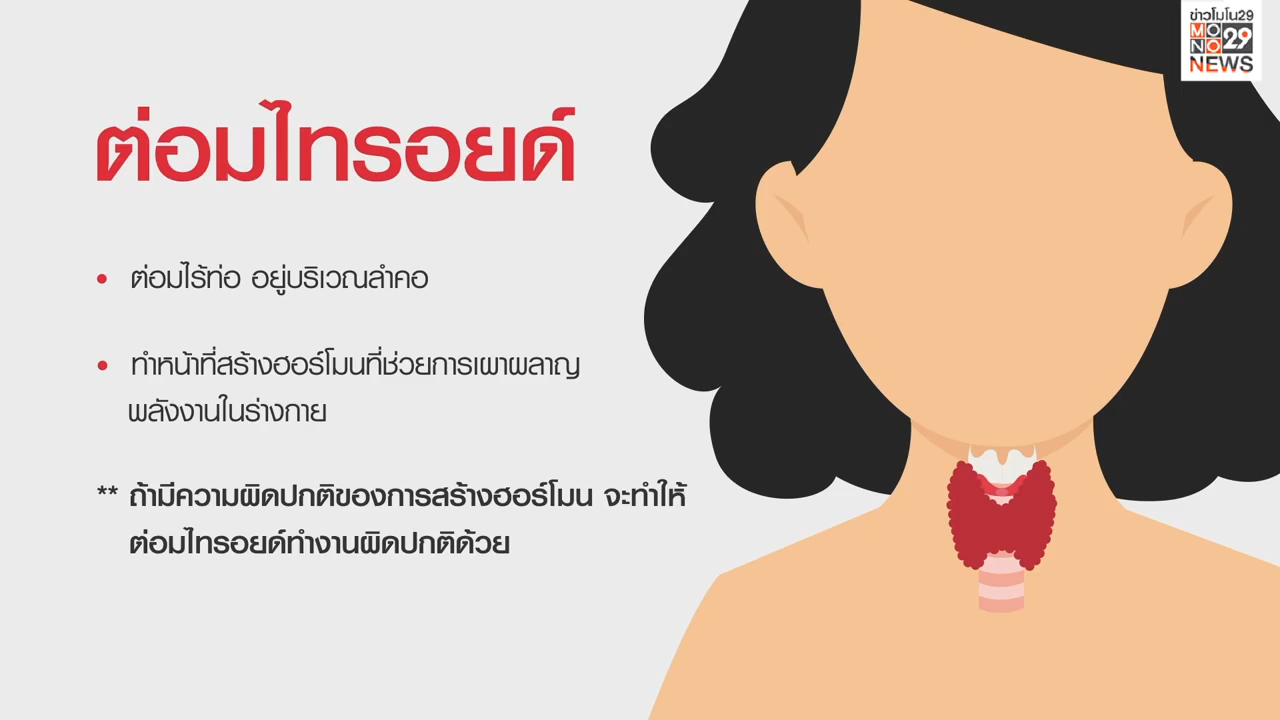 ข่าวโมโน29
MONO 29
NEWS
ต่อมไทรอยด์
• ต่อมไร้ท่อ อยู่บริเวณลำคอ
• ทำหน้าที่สร้างฮอร์โมนที่ช่วยการเผาผลาญ
พลังงานในร่างกาย
** ถ้ามีความผิดปกติของการสร้างฮอร์โมน จะทำให้
ต่อมไทรอยด์ทำงานผิดปกติด้วย